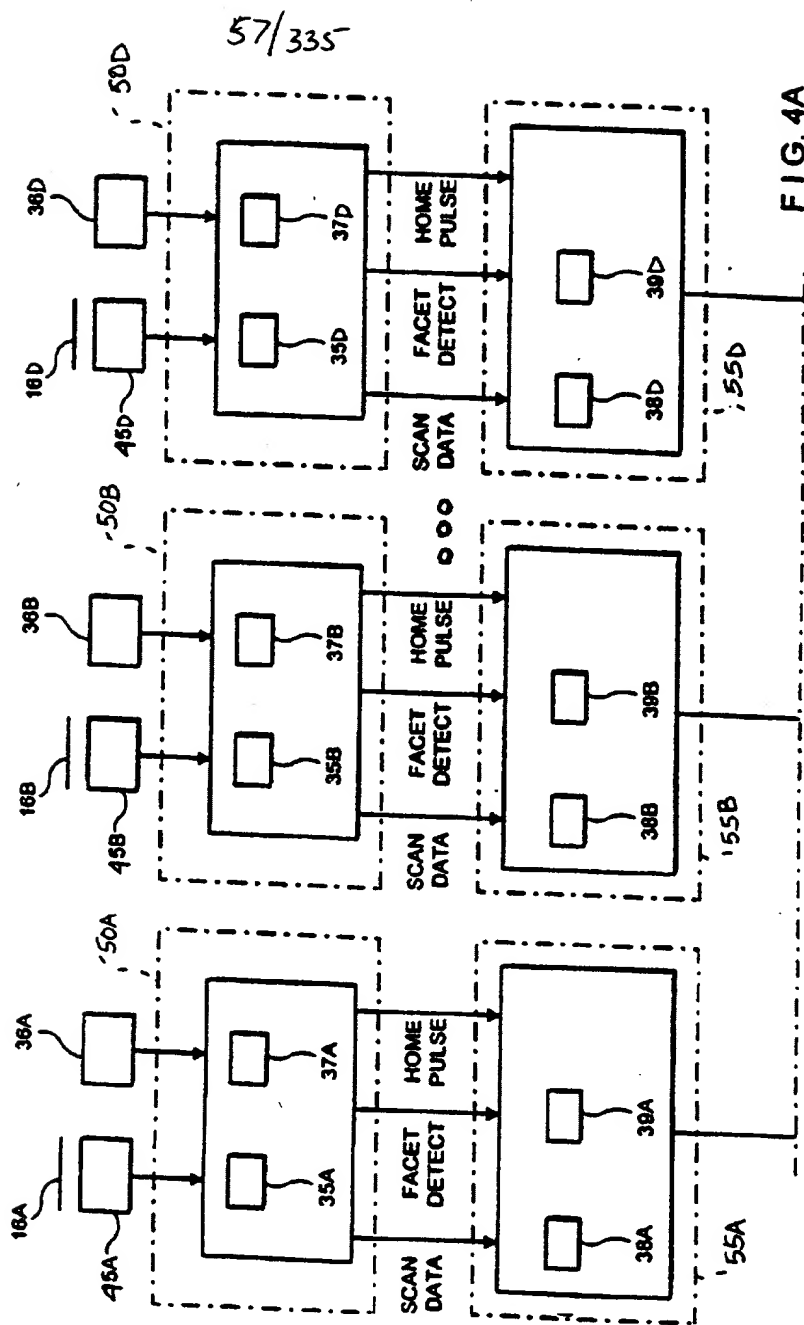 57/335
16A
36A
45A
50A
35A
37A
SCAN
DATA
FACET
DETECT
HOME
PULSE
38A
39A
55A
16B
36B
45B
50B
35B
37B
SCAN
DATA
FACET
DETECT
HOME
PULSE
38B
39B
55B
16D
36D
45D
50D
35D
37D
SCAN
DATA
FACET
DETECT
HOME
PULSE
38D
39D
55D
FIG. 4A